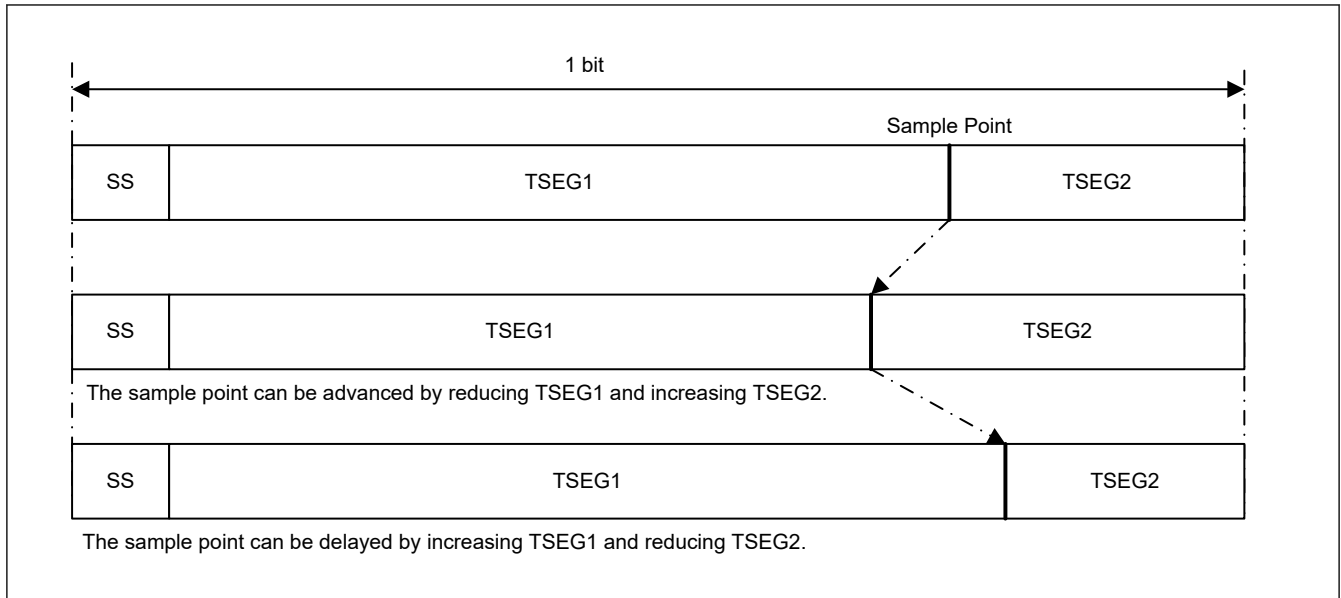 1 bit
Sample Point
SS TSEG1 TSEG2
SS TSEG1 TSEG2
The sample point can be advanced by reducing TSEG1 and increasing TSEG2.
SS TSEG1 TSEG2
The sample point can be delayed by increasing TSEG1 and reducing TSEG2.